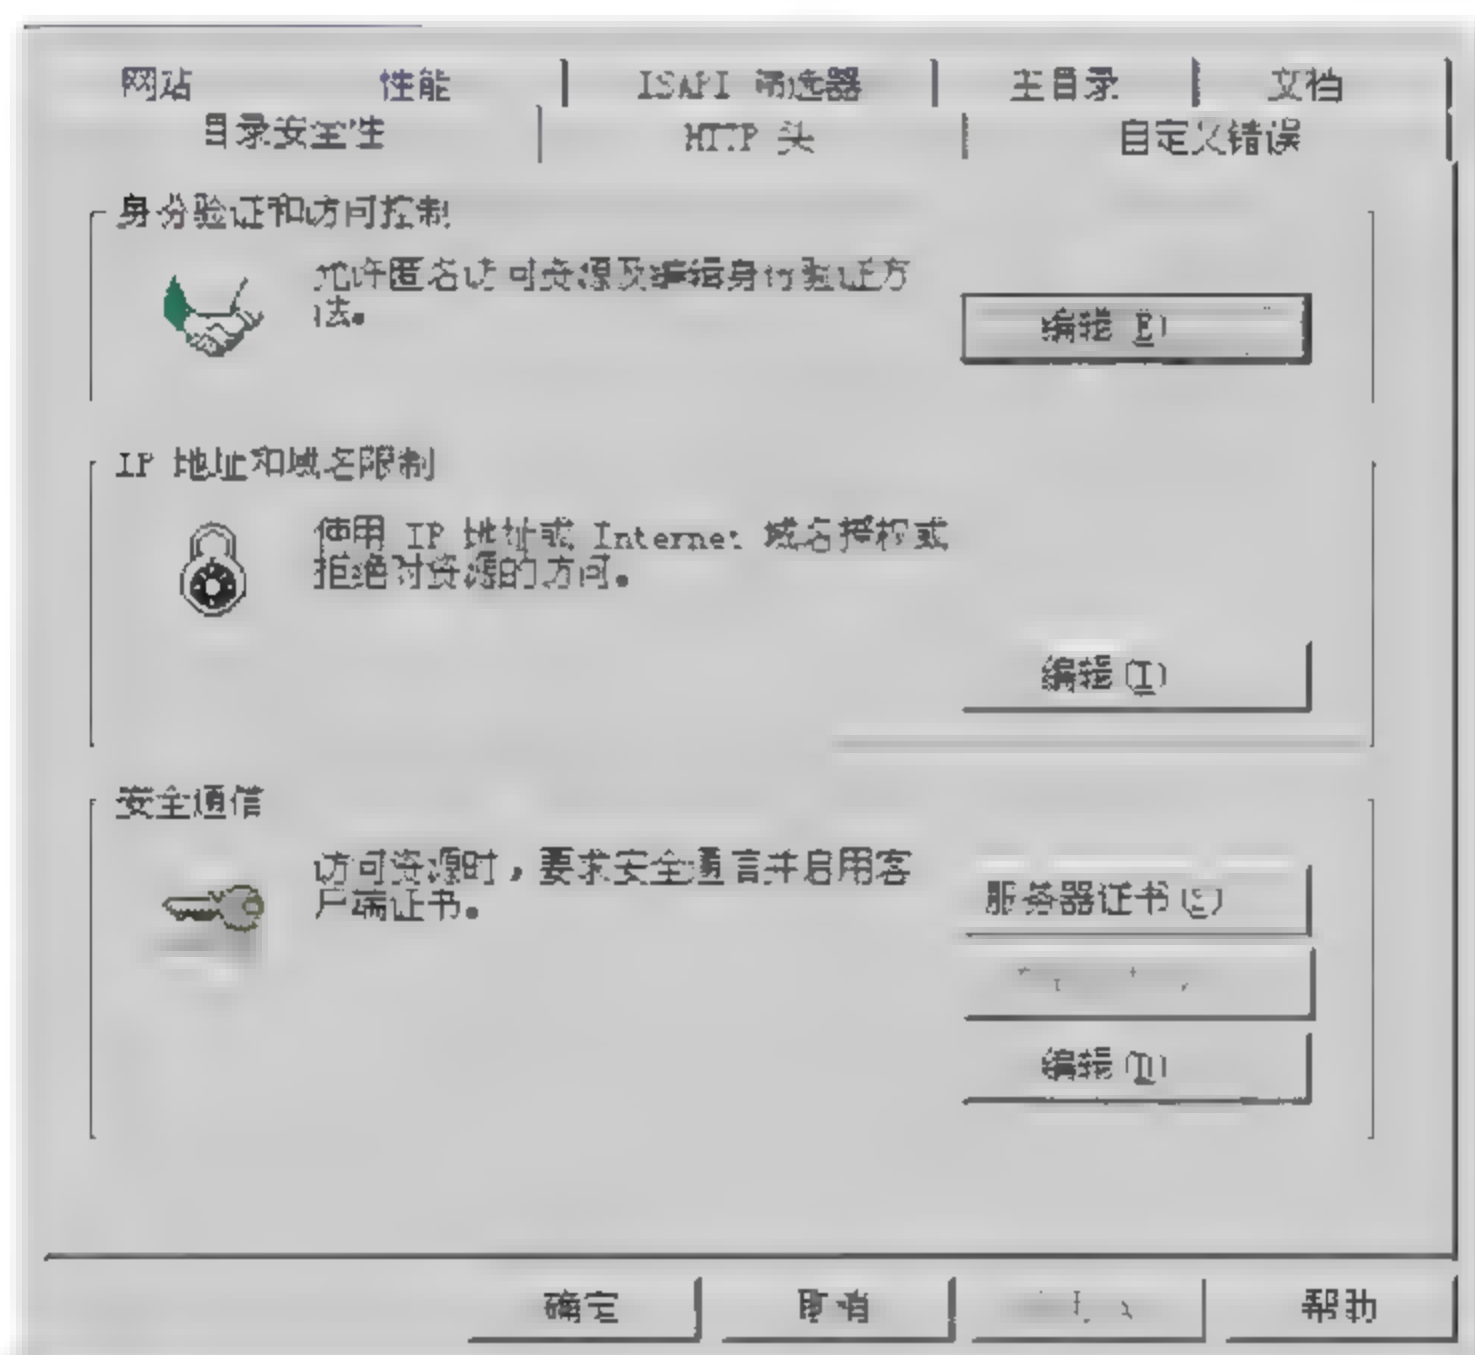 网站 性能 ISAPI 筛选器 主目录 文档
目录安全性 HTTP 头 自定义错误
身份验证和访问控制
允许匿名访问资源及编辑身份验证方
法。
编辑(E)
IP 地址和域名限制
使用 IP 地址或 Internet 域名授权或
拒绝对资源的访问。
编辑(I)
安全通信
访问资源时，要求安全通信并启用客
户端证书。
服务器证书(S)
编辑(D)
确定 取消 帮助